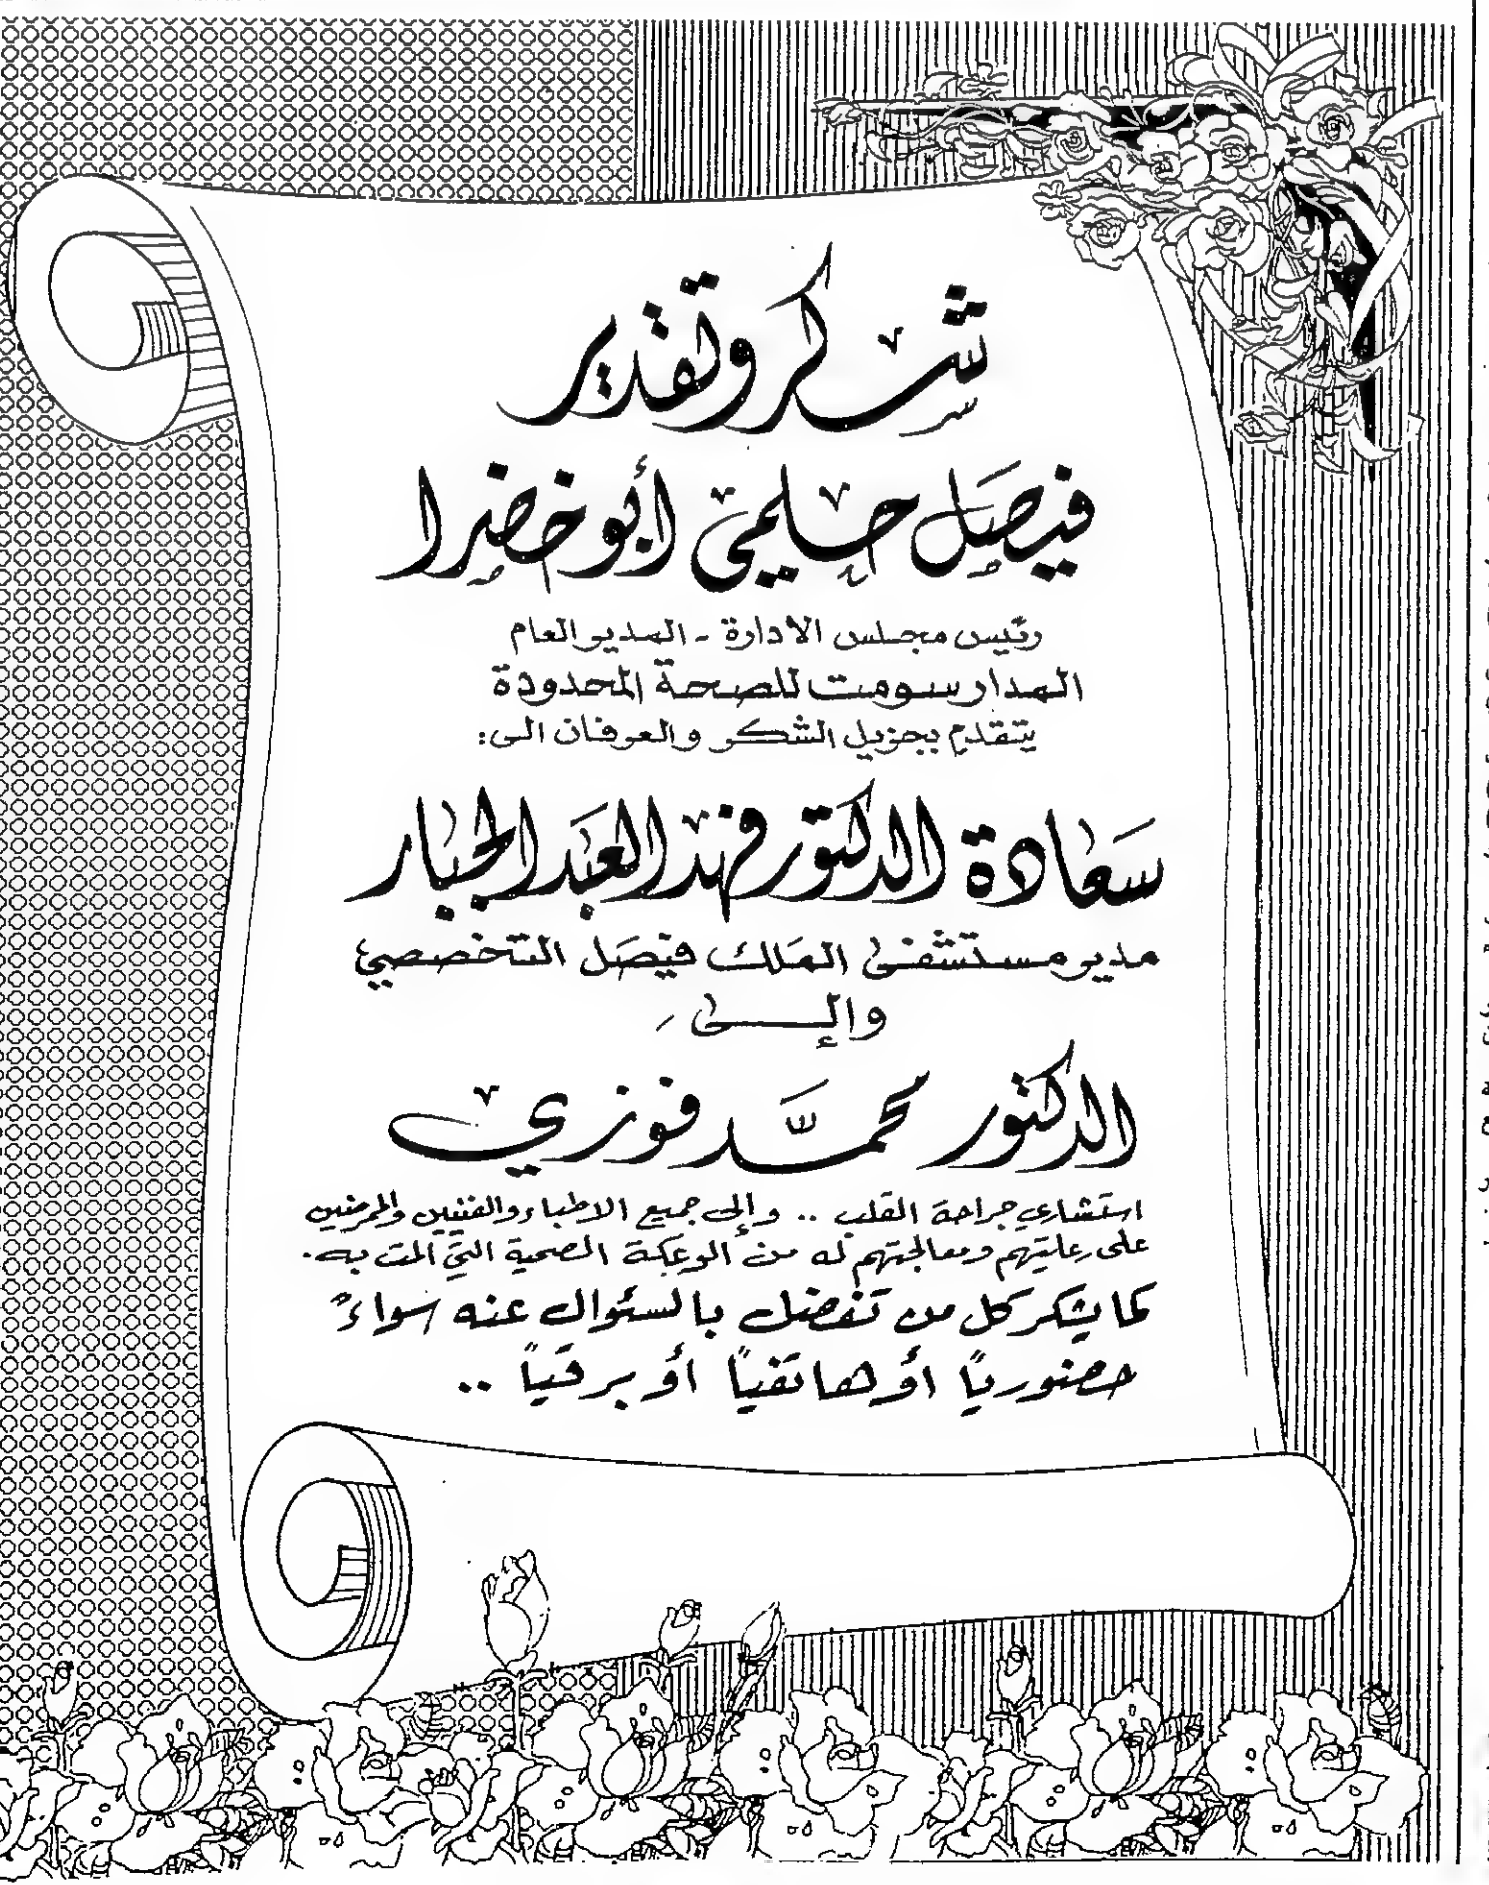 شكر وتقدير
فيصل حلمي أبو خضرا
رئيس مجلس الادارة - المدير العام
المدار سومت للصحة المحدودة
يتقدم بجزيل الشكر والعرفان الى:
سعادة الدكتور فهد العبد الجبار
مدير مستشفى الملك فيصل التخصصي
وإلى
الدكتور محمد فوزي
استشاري جراحة القلب .. وإلى جميع الاطباء والفنيين والممرضين
على رعايتهم ومعالجتهم له من الوعكة الصحية التي ألمت به .
كما يشكر كل من تفضل بالسئوال عنه سواءً
حضورياً أو هاتفياً أو برقياً ..